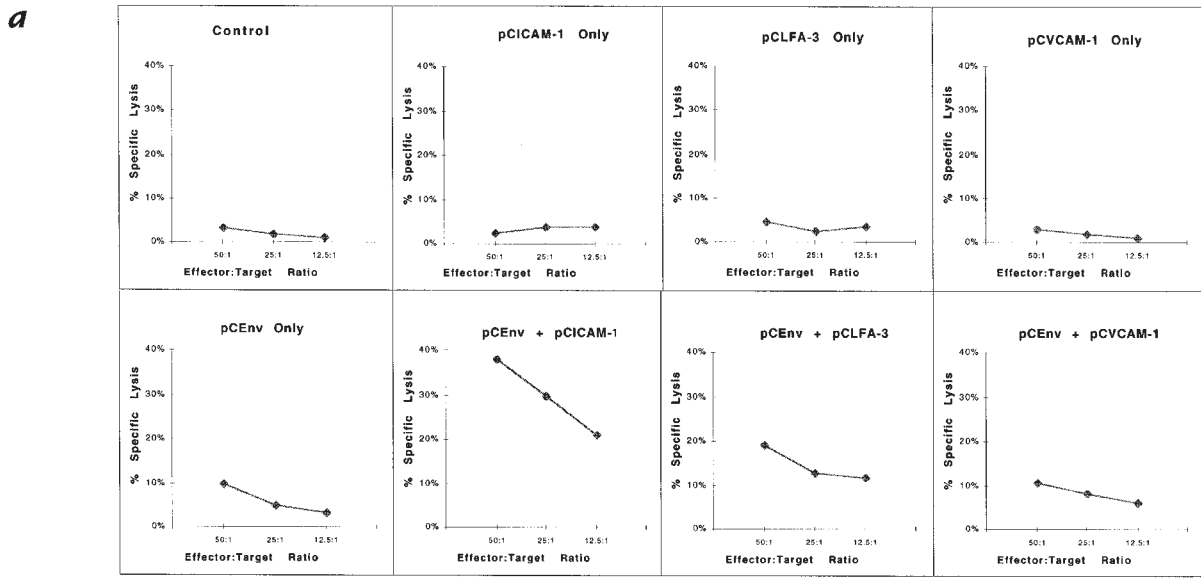 a
Control
% Specific Lysis
40%
30%
20%
10%
0%
50:1 25:1 12.5:1
Effector:Target Ratio
pCICAM-1 Only
% Specific Lysis
40%
30%
20%
10%
0%
50:1 25:1 12.5:1
Effector:Target Ratio
pCLFA-3 Only
% Specific Lysis
40%
30%
20%
10%
0%
50:1 25:1 12.5:1
Effector:Target Ratio
pCVCAM-1 Only
% Specific Lysis
40%
30%
20%
10%
0%
50:1 25:1 12.5:1
Effector:Target Ratio
pCEnv Only
% Specific Lysis
40%
30%
20%
10%
0%
50:1 25:1 12.5:1
Effector:Target Ratio
pCEnv + pCICAM-1
% Specific Lysis
40%
30%
20%
10%
0%
50:1 25:1 12.5:1
Effector:Target Ratio
pCEnv + pCLFA-3
% Specific Lysis
40%
30%
20%
10%
0%
50:1 25:1 12.5:1
Effector:Target Ratio
pCEnv + pCVCAM-1
% Specific Lysis
40%
30%
20%
10%
0%
50:1 25:1 12.5:1
Effector:Target Ratio